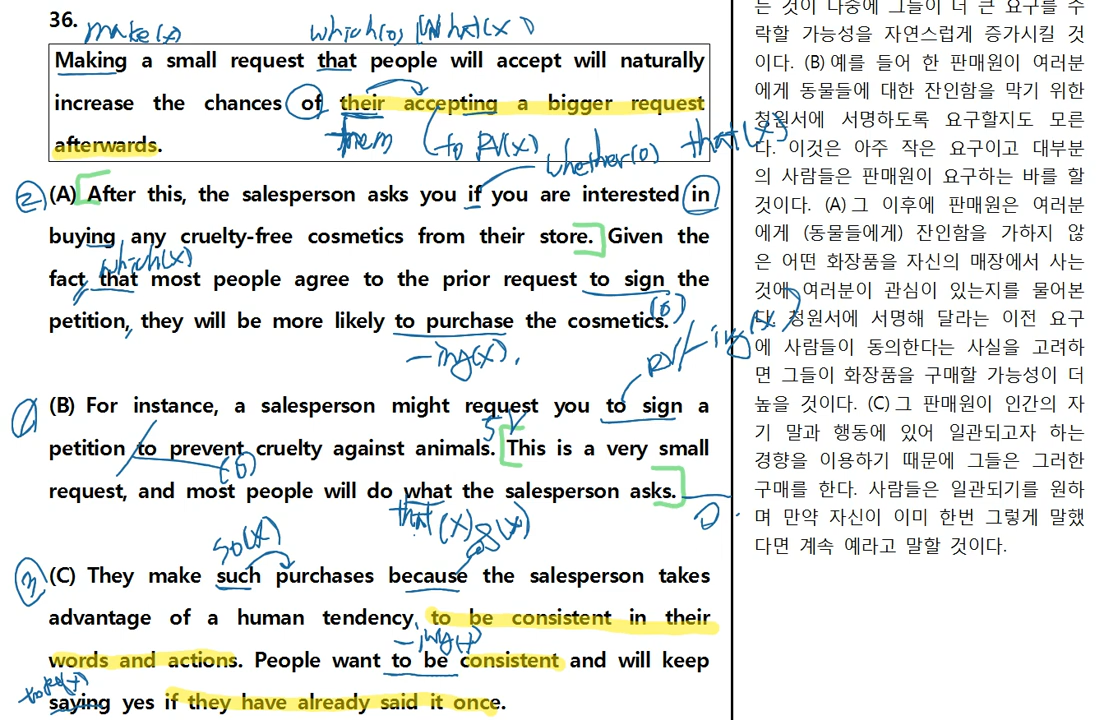 36.
make(x)
which(o) what(x)
Making a small request that people will accept will naturally
increase the chances of their accepting a bigger request
afterwards.
them
to RV(x)
whether(o)
that(x)
② (A) After this, the salesperson asks you if you are interested in
buying any cruelty-free cosmetics from their store. Given the
which(x)
fact that most people agree to the prior request to sign the
petition, they will be more likely to purchase the cosmetics.
-ing(x).
RV/-ing(x)
① (B) For instance, a salesperson might request you to sign a
petition to prevent cruelty against animals. This is a very small
request, and most people will do what the salesperson asks.
that(x)
so(x)
③ (C) They make such purchases because the salesperson takes
advantage of a human tendency to be consistent in their
-ing(x)
words and actions. People want to be consistent and will keep
saying yes if they have already said it once.
는 것이 나중에 그들이 더 큰 요구를 수
락할 가능성을 자연스럽게 증가시킬 것
이다. (B) 예를 들어 한 판매원이 여러분
에게 동물들에 대한 잔인함을 막기 위한
청원서에 서명하도록 요구할지도 모른
다. 이것은 아주 작은 요구이고 대부분
의 사람들은 판매원이 요구하는 바를 할
것이다. (A) 그 이후에 판매원은 여러분
에게 (동물들에게) 잔인함을 가하지 않
은 어떤 화장품을 자신의 매장에서 사는
것에 여러분이 관심이 있는지를 물어본
다. 청원서에 서명해 달라는 이전 요구
에 사람들이 동의한다는 사실을 고려하
면 그들이 화장품을 구매할 가능성이 더
높을 것이다. (C) 그 판매원이 인간의 자
기 말과 행동에 있어 일관되고자 하는
경향을 이용하기 때문에 그들은 그러한
구매를 한다. 사람들은 일관되기를 원하
며 만약 자신이 이미 한번 그렇게 말했
다면 계속 예라고 말할 것이다.